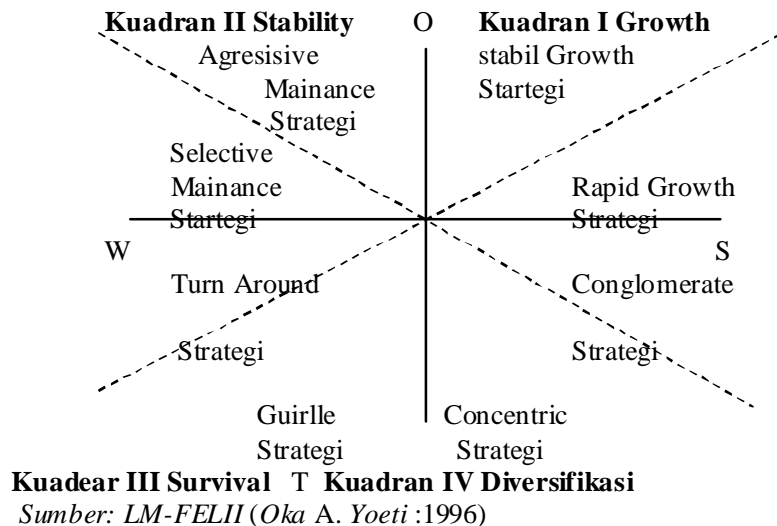 Kuadran II Stability O Kuadran I Growth
Agresisive stabil Growth
Mainance Startegi
Strategi
Selective
Mainance Rapid Growth
Startegi Strategi
W S
Turn Around Conglomerate
Strategi Strategi
Guirlle Concentric
Strategi Strategi
Kuadear III Survival T Kuadran IV Diversifikasi
Sumber: LM-FELII (Oka A. Yoeti :1996)